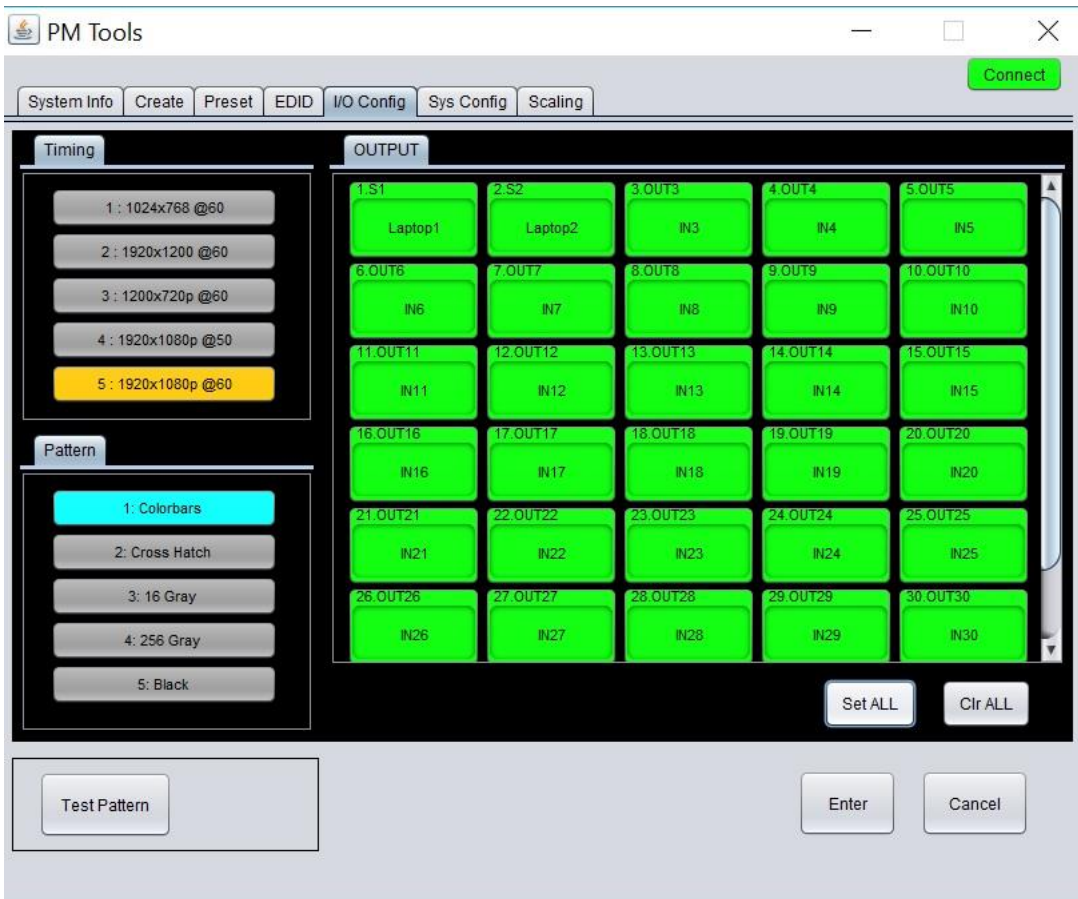 PM Tools
Connect
System Info Create Preset EDID I/O Config Sys Config Scaling
Timing
1 : 1024x768 @60
2 : 1920x1200 @60
3 : 1200x720p @60
4 : 1920x1080p @50
5 : 1920x1080p @60
Pattern
1: Colorbars
2: Cross Hatch
3: 16 Gray
4: 256 Gray
5: Black
OUTPUT
1.S1 2.S2 3.OUT3 4.OUT4 5.OUT5
Laptop1 Laptop2 IN3 IN4 IN5
6.OUT6 7.OUT7 8.OUT8 9.OUT9 10.OUT10
IN6 IN7 IN8 IN9 IN10
11.OUT11 12.OUT12 13.OUT13 14.OUT14 15.OUT15
IN11 IN12 IN13 IN14 IN15
16.OUT16 17.OUT17 18.OUT18 19.OUT19 20.OUT20
IN16 IN17 IN18 IN19 IN20
21.OUT21 22.OUT22 23.OUT23 24.OUT24 25.OUT25
IN21 IN22 IN23 IN24 IN25
26.OUT26 27.OUT27 28.OUT28 29.OUT29 30.OUT30
IN26 IN27 IN28 IN29 IN30
Set ALL Clr ALL
Test Pattern
Enter Cancel